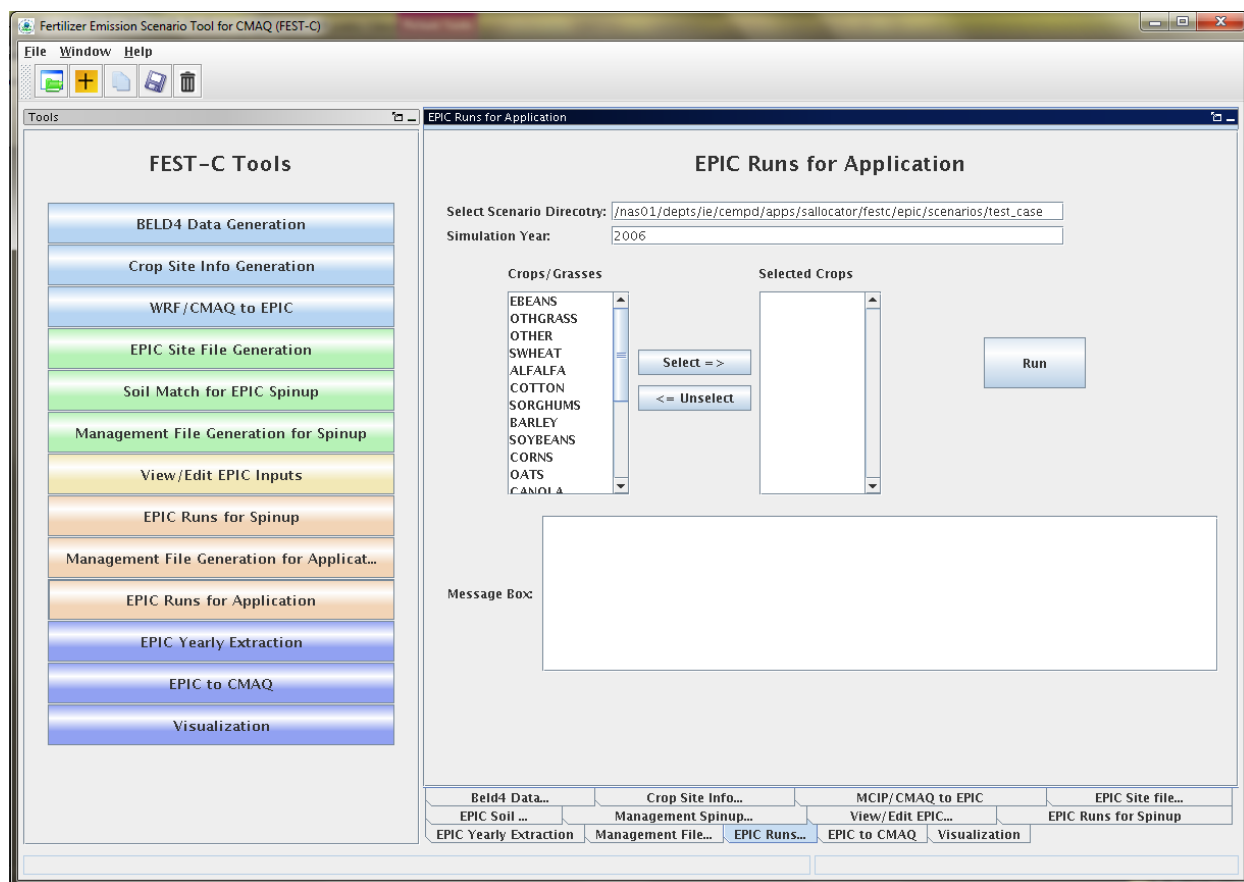 Fertilizer Emission Scenario Tool for CMAQ (FEST-C)
File Window Help
Tools
FEST-C Tools
BELD4 Data Generation
Crop Site Info Generation
WRF/CMAQ to EPIC
EPIC Site File Generation
Soil Match for EPIC Spinup
Management File Generation for Spinup
View/Edit EPIC Inputs
EPIC Runs for Spinup
Management File Generation for Applicat...
EPIC Runs for Application
EPIC Yearly Extraction
EPIC to CMAQ
Visualization
EPIC Runs for Application
EPIC Runs for Application
Select Scenario Direcotry: /nas01/depts/ie/cempd/apps/sallocator/festc/epic/scenarios/test_case
Simulation Year: 2006
Crops/Grasses
EBEANS
OTHGRASS
OTHER
SWHEAT
ALFALFA
COTTON
SORGHUMS
BARLEY
SOYBEANS
CORNS
OATS
CANOLA
Select =>
<= Unselect
Selected Crops
Run
Message Box:
Beld4 Data... Crop Site Info... MCIP/CMAQ to EPIC EPIC Site file...
EPIC Soil ... Management Spinup... View/Edit EPIC... EPIC Runs for Spinup
EPIC Yearly Extraction Management File... EPIC Runs... EPIC to CMAQ Visualization